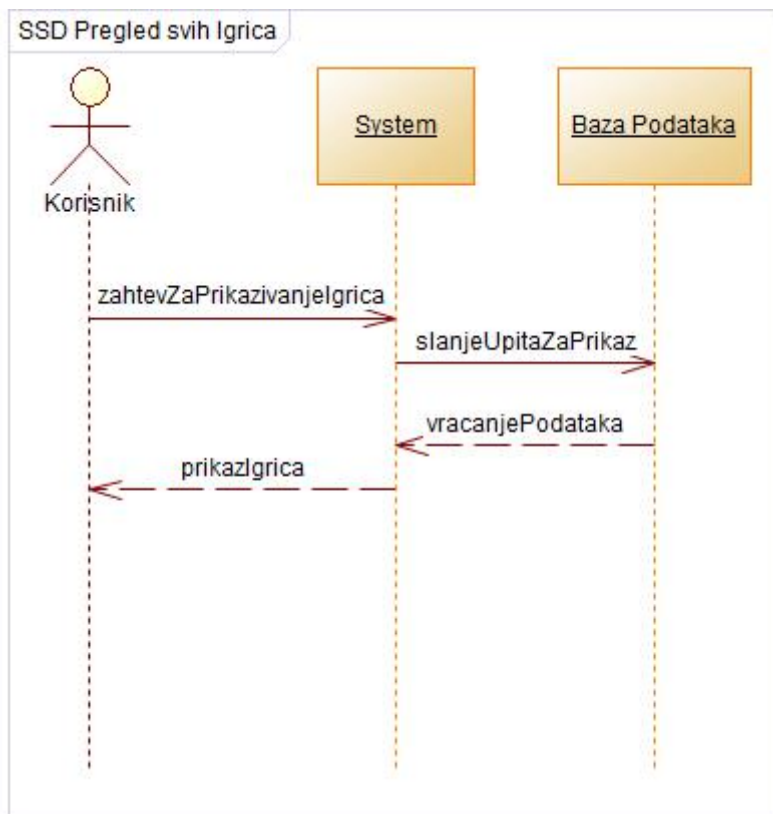 SSD Pregled svih Igrica
System
Baza Podataka
Korisnik
zahtevZaPrikazivanjeIgrica
slanjeUpitaZaPrikaz
vracanjePodataka
prikazIgrica